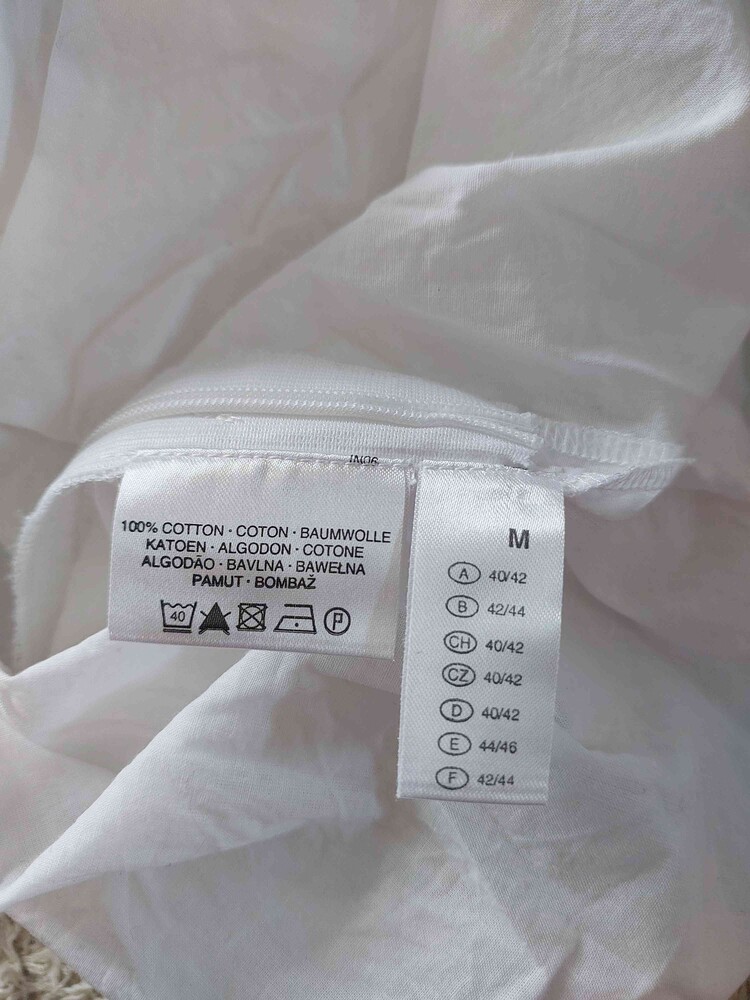 IN06
100% COTTON · COTON · BAUMWOLLE
KATOEN · ALGODON · COTONE
ALGODÃO · BAVLNA · BAWEŁNA
PAMUT · BOMBAŽ
40
P
M
A 40/42
B 42/44
CH 40/42
CZ 40/42
D 40/42
E 44/46
F 42/44